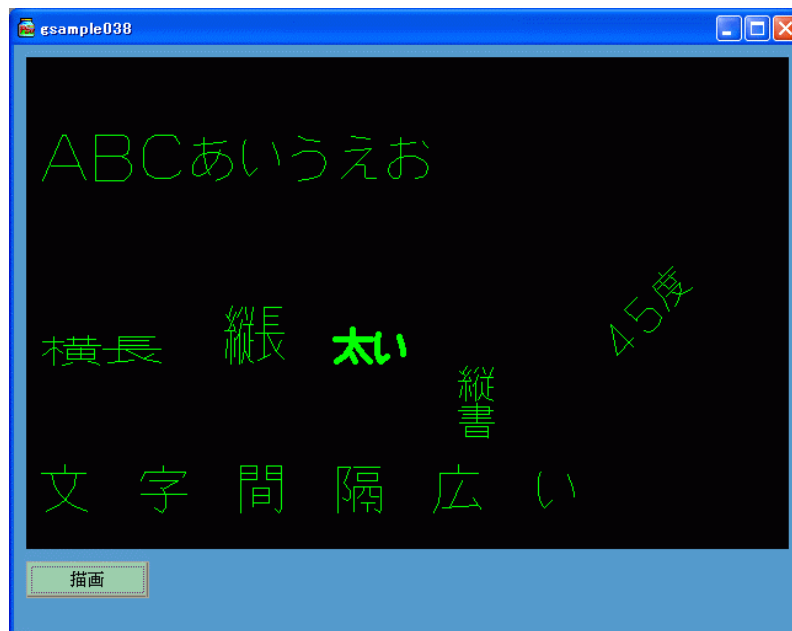 gsample038
ABCあいうえお
45度
横長
縦長
太い
縦書
文字間隔広い
描画